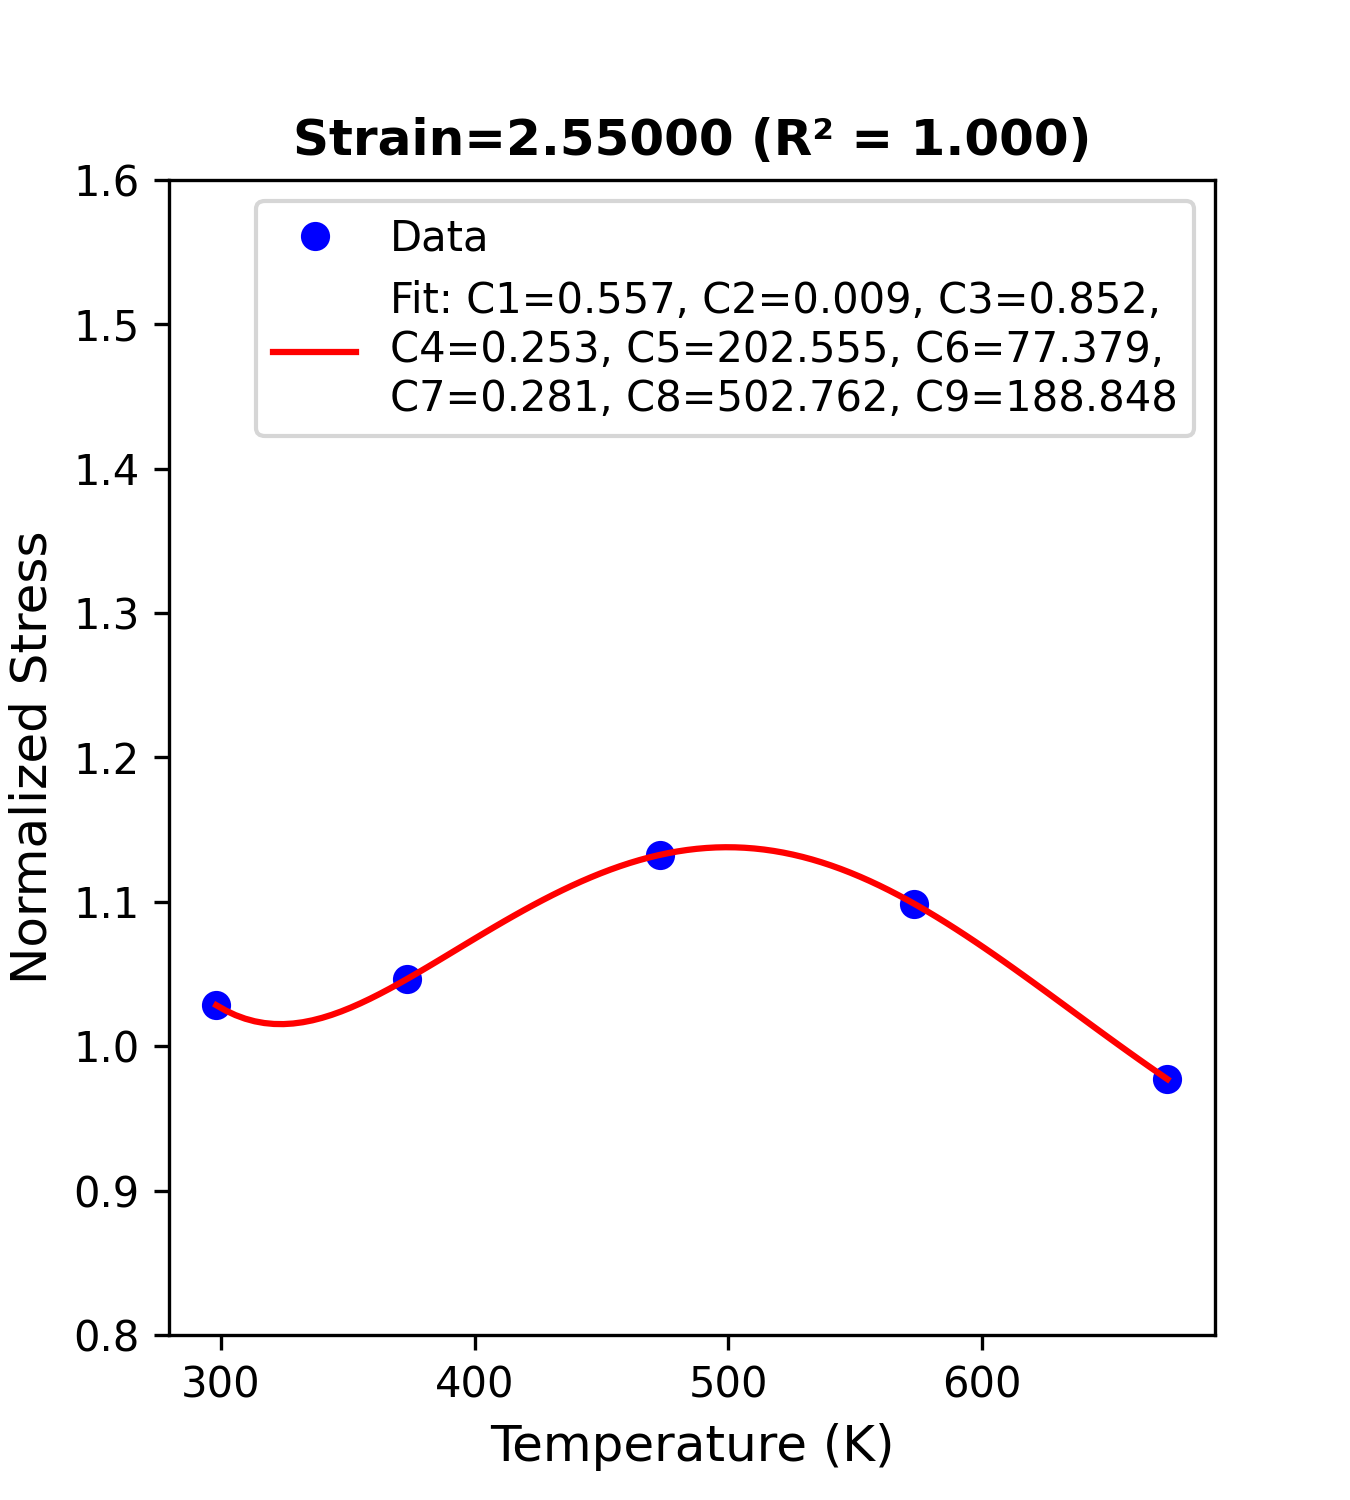 Strain=2.55000 (R² = 1.000)
1.6
1.5
1.4
1.3
1.2
1.1
1.0
0.9
0.8
Data
Fit: C1=0.557, C2=0.009, C3=0.852,
C4=0.253, C5=202.555, C6=77.379,
C7=0.281, C8=502.762, C9=188.848
Normalized Stress
300 400 500 600
Temperature (K)